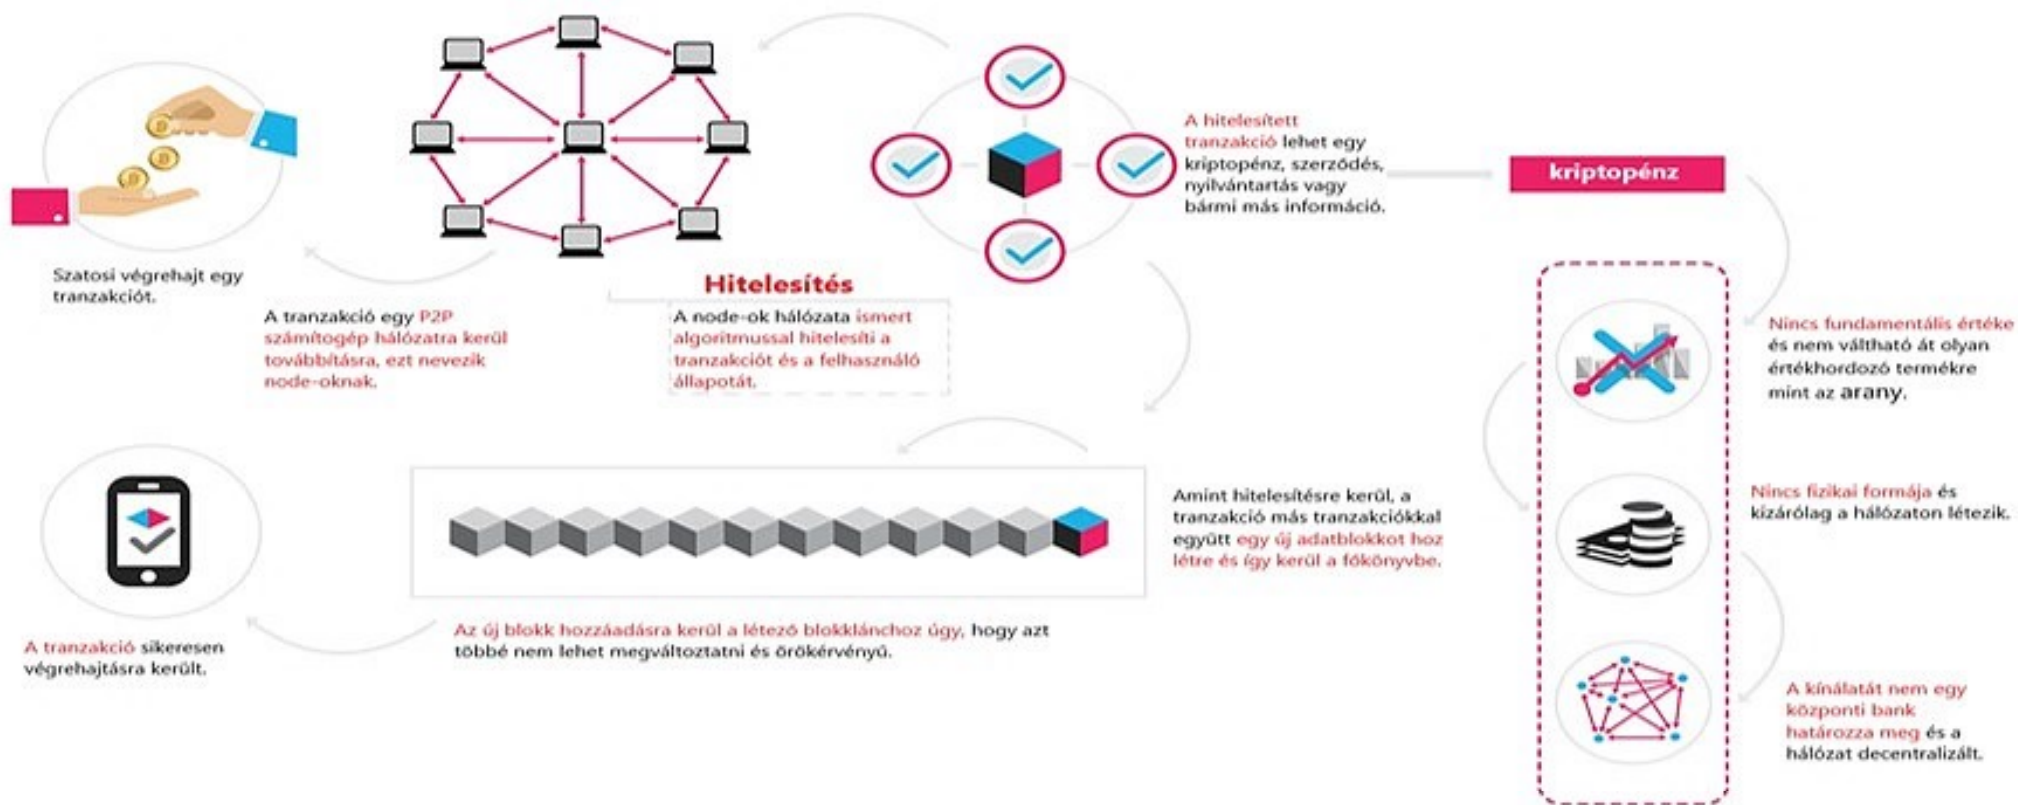 Szatosi végrehajt egy
tranzakciót.
A tranzakció egy P2P
számítogép hálózatra kerül
továbbításra, ezt nevezik
node-oknak.
Hitelesítés
A node-ok hálózata ismert
algoritmussal hitelesíti a
tranzakciót és a felhasználó
állapotát.
A hitelesített
tranzakció lehet egy
kriptopénz, szerződés,
nyilvántartás vagy
bármi más információ.
kriptopénz
Nincs fundamentális értéke
és nem váltható át olyan
értékhordozó termékre
mint az arany.
Nincs fizikai formája és
kizárólag a hálózaton létezik.
A kínálatát nem egy
központi bank
határozza meg és a
hálózat decentralizált.
Amint hitelesítésre kerül, a
tranzakció más tranzakciókkal
együtt egy új adatblokkot hoz
létre és így kerül a főkönyvbe.
Az új blokk hozzáadásra kerül a létező blokklánchoz úgy, hogy azt
többé nem lehet megváltoztatni és örökérvényű.
A tranzakció sikeresen
végrehajtásra került.